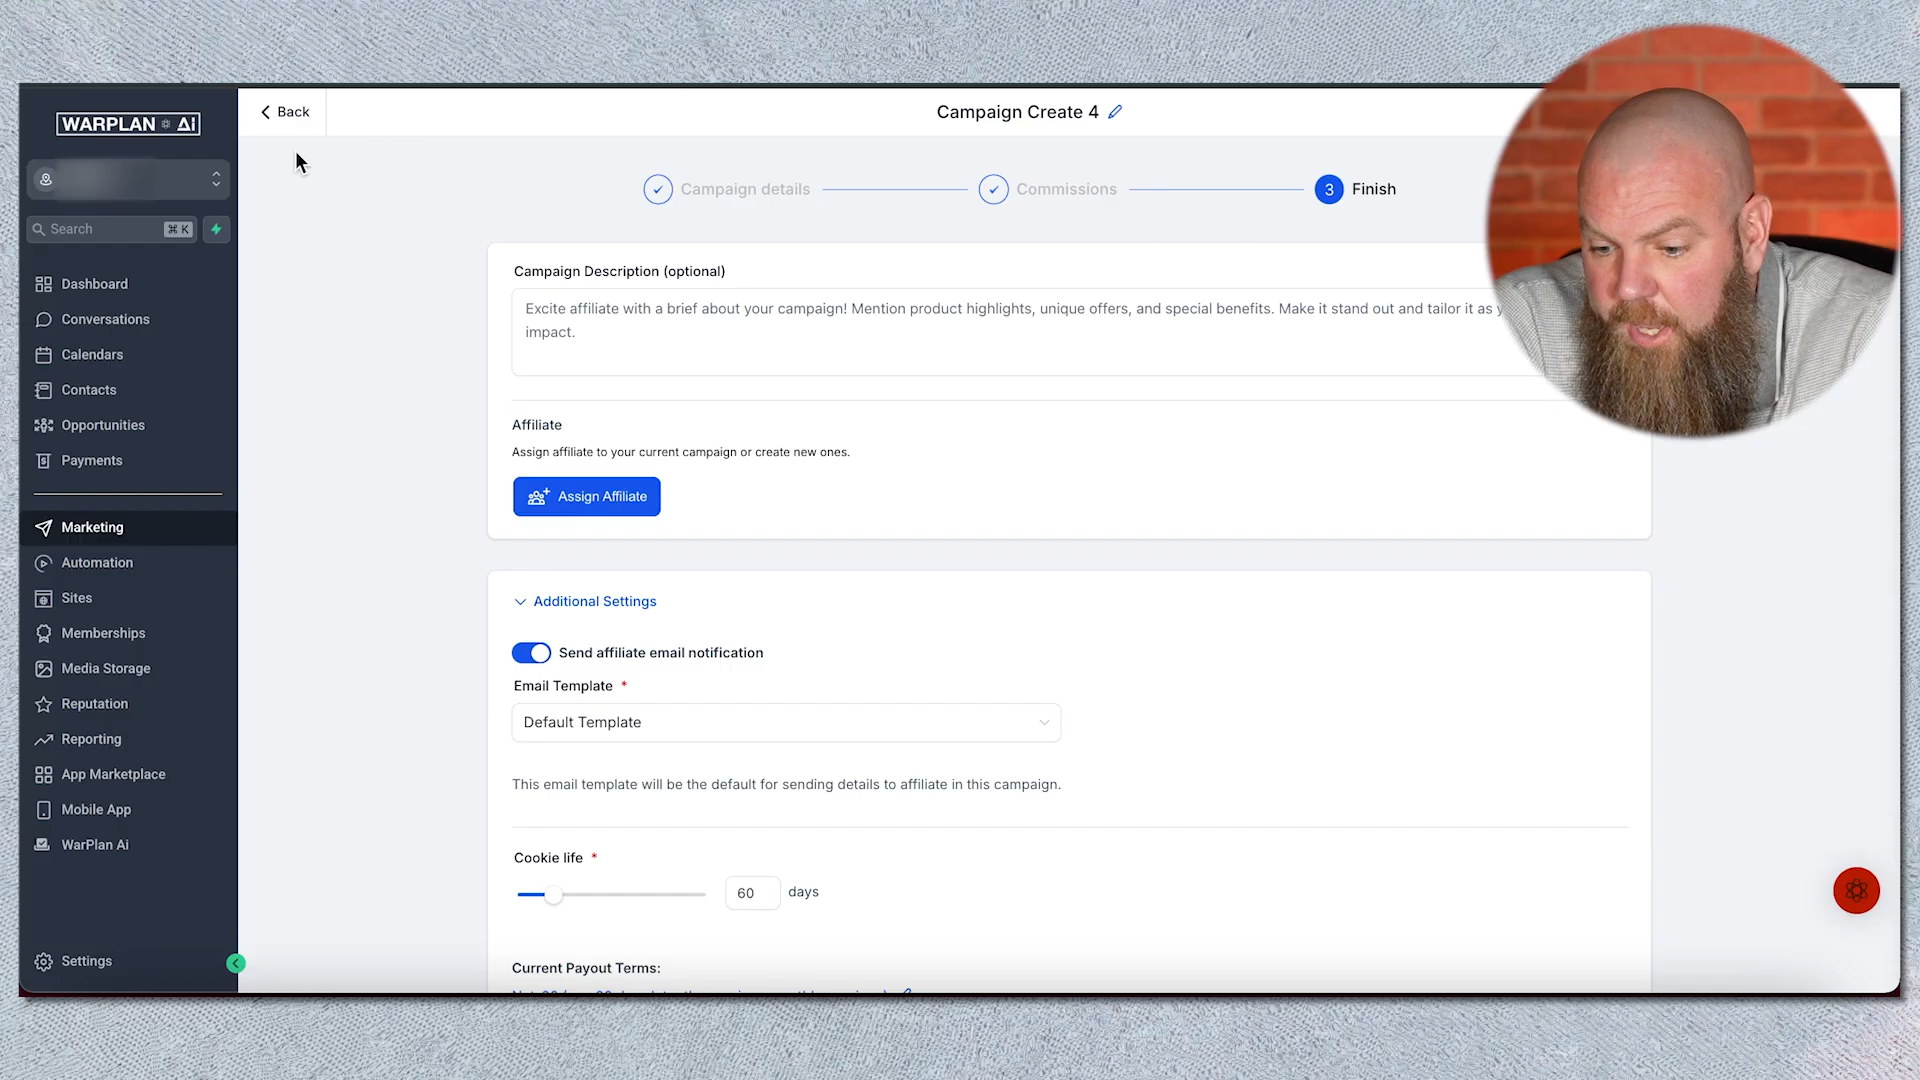 WARPLAN Ai
Search
⌘ K
Dashboard
Conversations
Calendars
Contacts
Opportunities
Payments
Marketing
Automation
Sites
Memberships
Media Storage
Reputation
Reporting
App Marketplace
Mobile App
WarPlan Ai
Settings
Back
Campaign Create 4
Campaign details
Commissions
3 Finish
Campaign Description (optional)
Excite affiliate with a brief about your campaign! Mention product highlights, unique offers, and special benefits. Make it stand out and tailor it as
impact.
Affiliate
Assign affiliate to your current campaign or create new ones.
Assign Affiliate
Additional Settings
Send affiliate email notification
Email Template *
Default Template
This email template will be the default for sending details to affiliate in this campaign.
Cookie life *
60 days
Current Payout Terms: